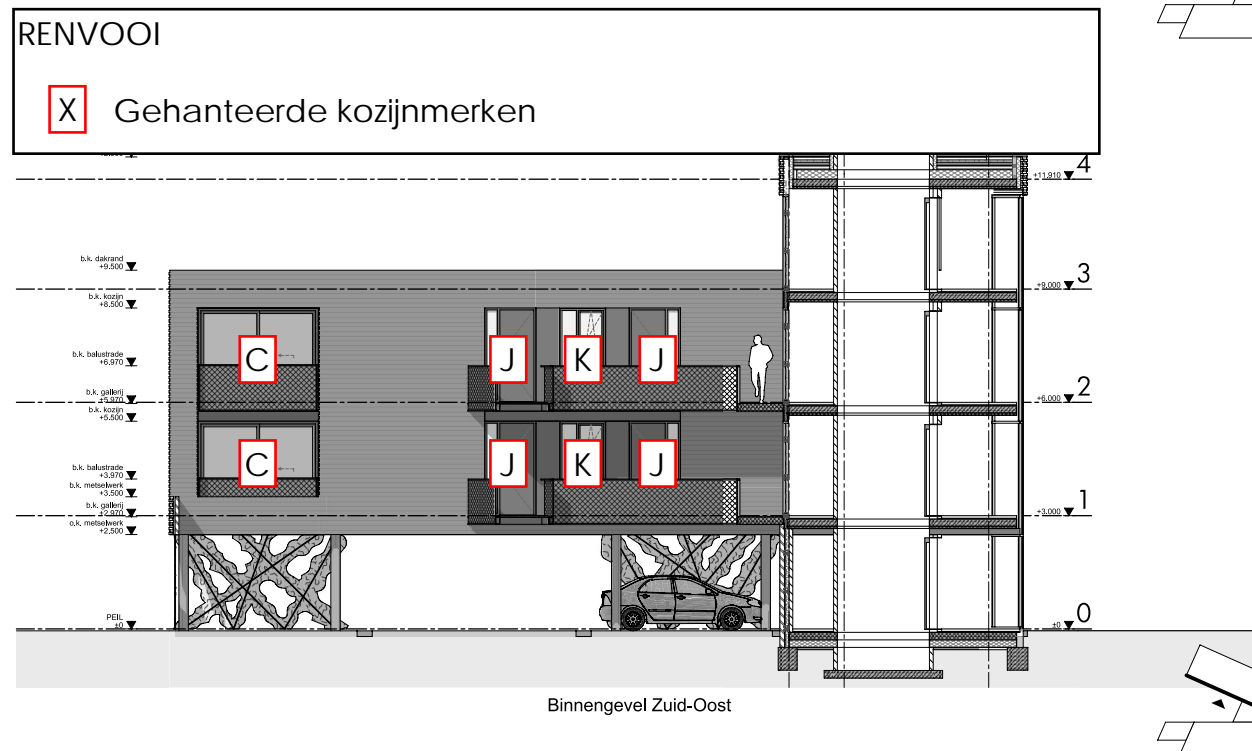 RENVOOI
X Gehanteerde kozijnmerken
4
+11.910
b.k. dakrand
+9.500
3
+9.000
b.k. kozijn
+8.500
C J K J
b.k. balustrade
+6.970
b.k. gallerij
+5.970
2
+6.000
b.k. kozijn
+5.500
C J K J
b.k. balustrade
+3.970
b.k. metselwerk
+3.500
b.k. gallerij
+2.970
1
+3.000
o.k. metselwerk
+2.500
PEIL
±0
0
±0
Binnengevel Zuid-Oost